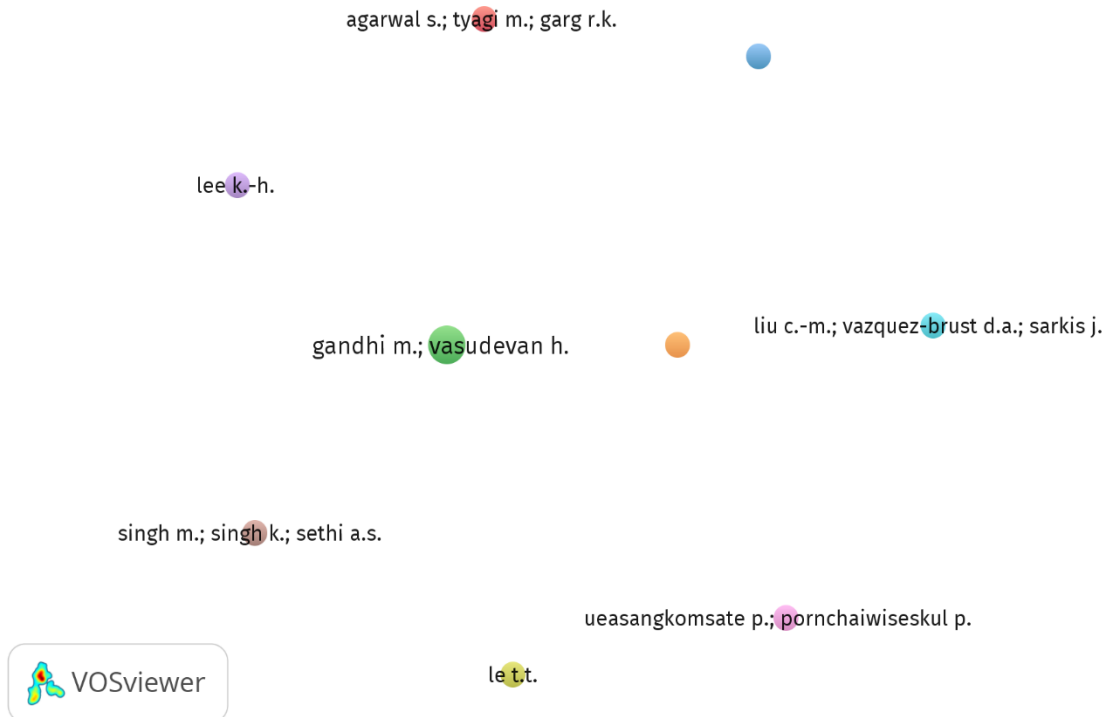 agarwal s.; tyagi m.; garg r.k.
lee k.-h.
liu c.-m.; vazquez-brust d.a.; sarkis j.
gandhi m.; vasudevan h.
singh m.; singh k.; sethi a.s.
ueasangkomsate p.; pornchaiwiseskul p.
le t.t.
VOSviewer